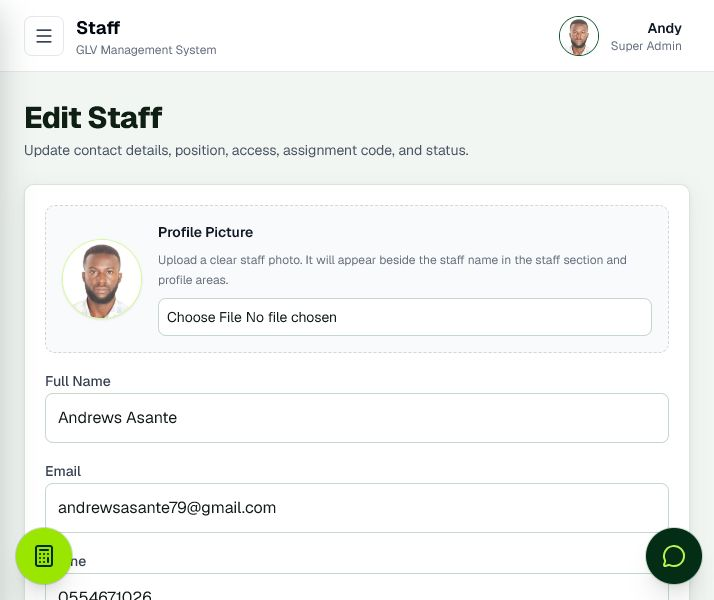 Staff
GLV Management System
Andy
Super Admin
Edit Staff
Update contact details, position, access, assignment code, and status.
Profile Picture
Upload a clear staff photo. It will appear beside the staff name in the staff section and
profile areas.
Choose File No file chosen
Full Name
Andrews Asante
Email
andrewsasante79@gmail.com
ne
0554671026